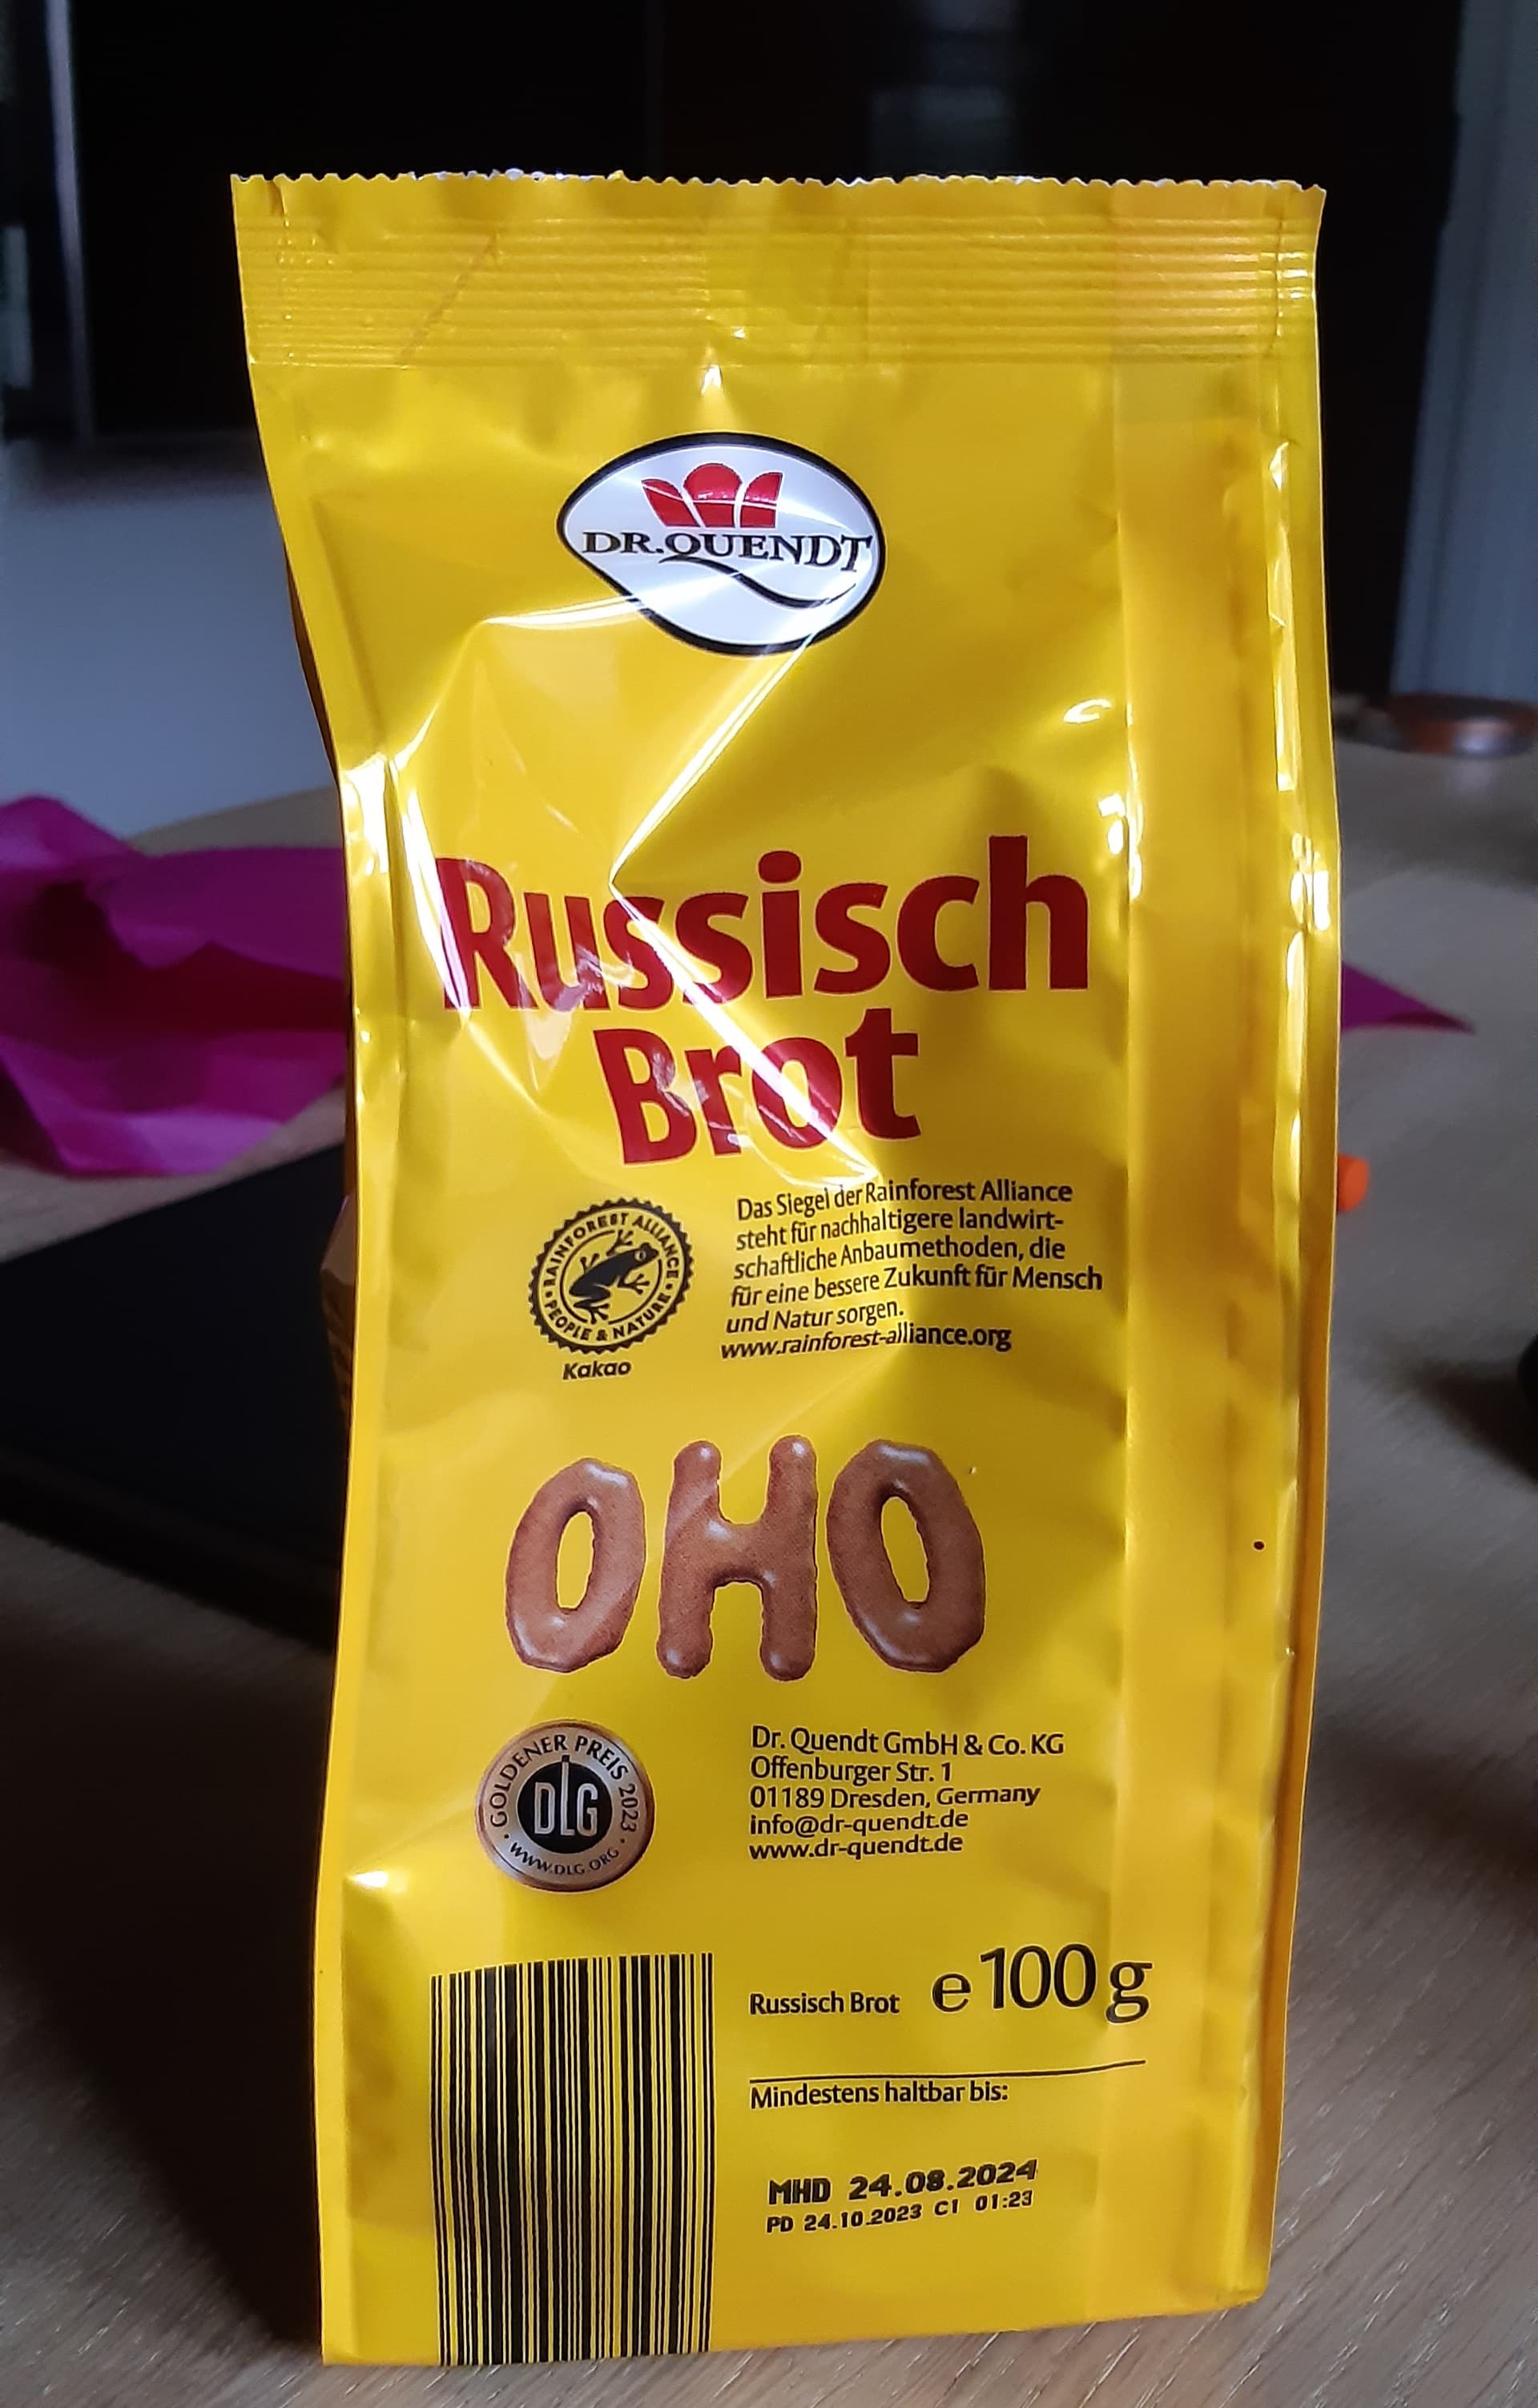 DR.QUENDT
Russisch
Brot
RAINFOREST ALLIANCE
PEOPLE & NATURE
Kakao
Das Siegel der Rainforest Alliance
steht für nachhaltigere landwirt-
schaftliche Anbaumethoden, die
für eine bessere Zukunft für Mensch
und Natur sorgen.
www.rainforest-alliance.org
OHO
GOLDENER PREIS 2023
DLG
WWW.DLG.ORG
Dr. Quendt GmbH & Co. KG
Offenburger Str. 1
01189 Dresden, Germany
info@dr-quendt.de
www.dr-quendt.de
Russisch Brot e 100 g
Mindestens haltbar bis:
MHD 24.08.2024
PD 24.10.2023 C1 01:23